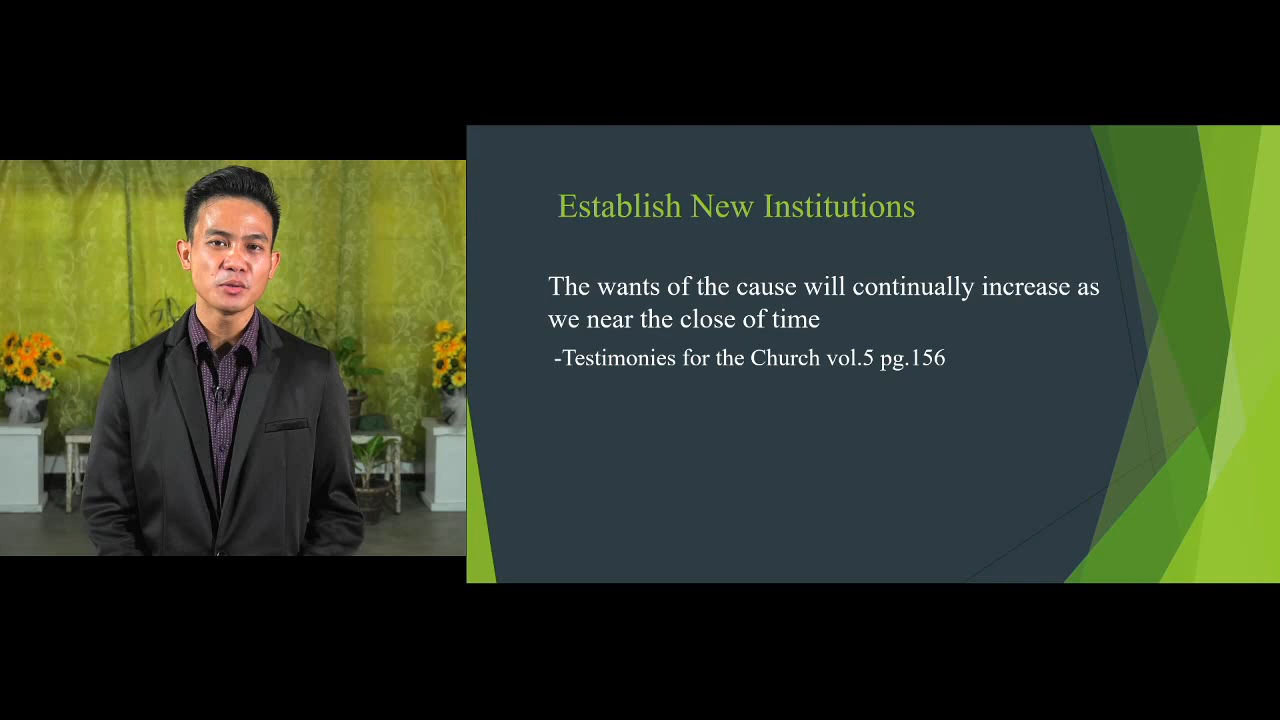 Establish New Institutions
The wants of the cause will continually increase as
we near the close of time
-Testimonies for the Church vol.5 pg.156